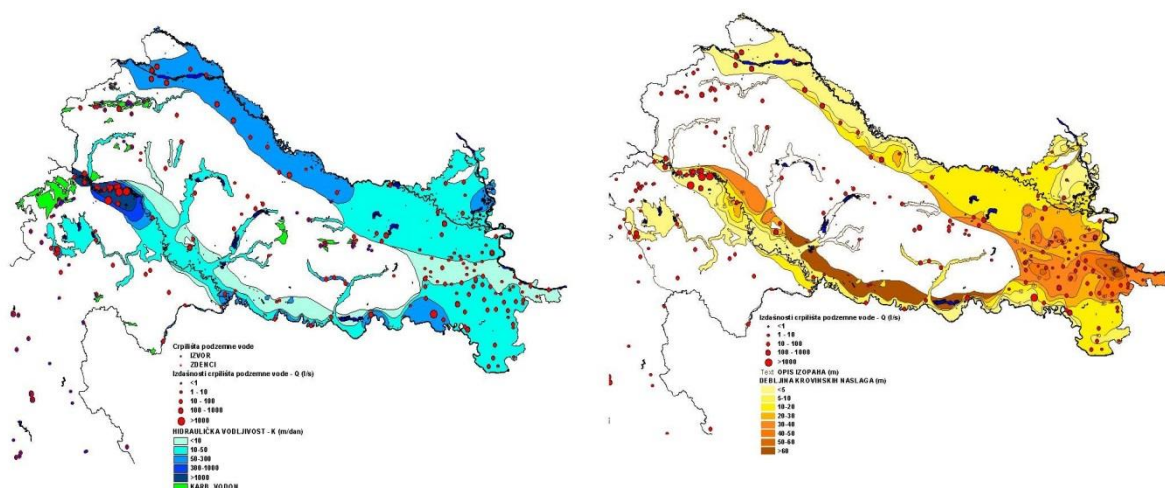 Crpilišta podzemne vode
IZVOR
ZDENCI
Izdašnosti crpilišta podzemne vode - Q (l/s)
<1
1 - 10
10 - 100
100 - 1000
>1000
HIDRAULIČKA VODLJIVOST - K (m/dan)
<10
10-50
50-300
300-1000
>1000
KARB. VODON
Izdašnosti crpilišta podzemne vode - Q (l/s)
<1
1 - 10
10 - 100
100 - 1000
>1000
Text OPIS IZOPAHA (m)
DEBLJINA KROVINSKIH NASLAGA (m)
<5
5-10
10-20
20-30
30-40
40-50
50-60
>60